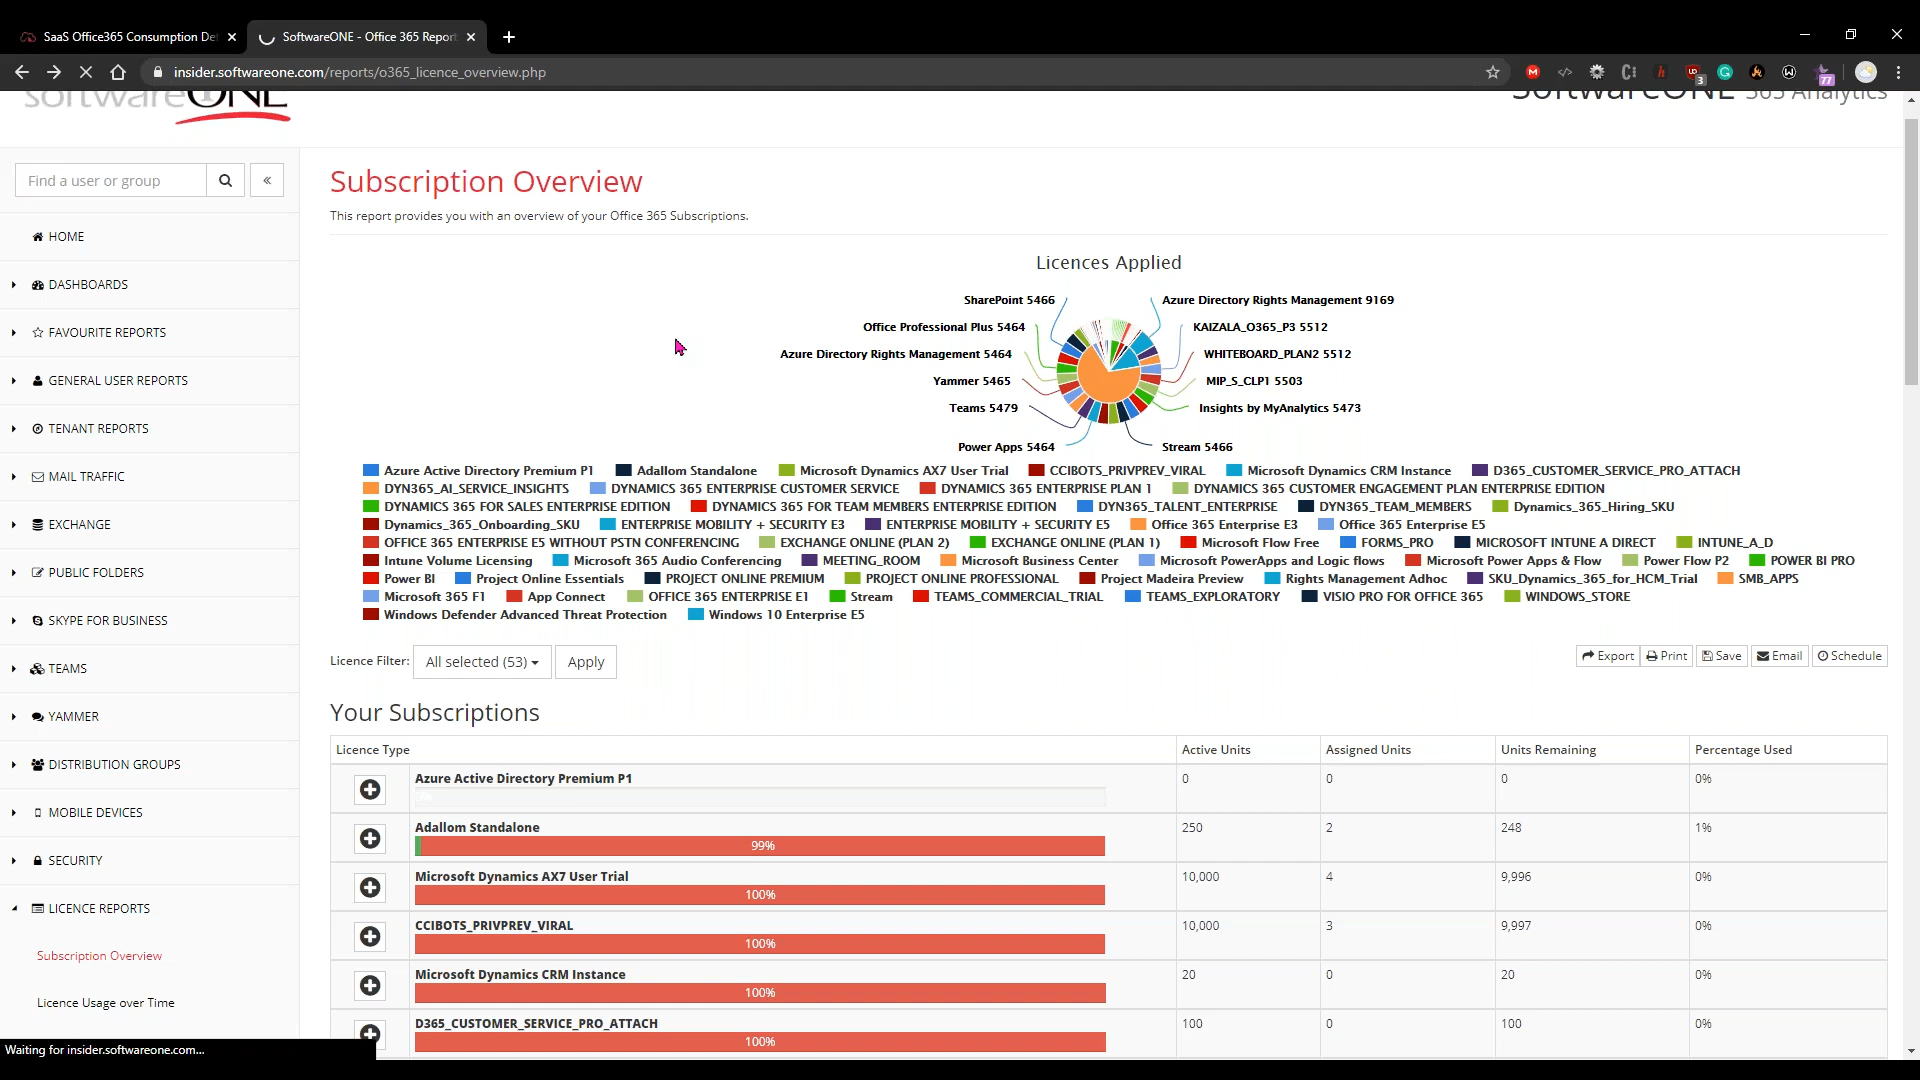 SaaS Office365 Consumption De
SoftwareONE - Office 365 Report
insider.softwareone.com/reports/o365_licence_overview.php
3
77
softwareONE
SoftwareONE 365 Analytics
Find a user or group
«
HOME
DASHBOARDS
FAVOURITE REPORTS
GENERAL USER REPORTS
TENANT REPORTS
MAIL TRAFFIC
EXCHANGE
PUBLIC FOLDERS
SKYPE FOR BUSINESS
TEAMS
YAMMER
DISTRIBUTION GROUPS
MOBILE DEVICES
SECURITY
LICENCE REPORTS
Subscription Overview
Licence Usage over Time
Waiting for insider.softwareone.com...
Subscription Overview
This report provides you with an overview of your Office 365 Subscriptions.
Licences Applied
SharePoint 5466
Office Professional Plus 5464
Azure Directory Rights Management 5464
Yammer 5465
Teams 5479
Power Apps 5464
Azure Directory Rights Management 9169
KAIZALA_O365_P3 5512
WHITEBOARD_PLAN2 5512
MIP_S_CLP1 5503
Insights by MyAnalytics 5473
Stream 5466
Azure Active Directory Premium P1 Adallom Standalone Microsoft Dynamics AX7 User Trial CCIBOTS_PRIVPREV_VIRAL Microsoft Dynamics CRM Instance D365_CUSTOMER_SERVICE_PRO_ATTACH
DYN365_AI_SERVICE_INSIGHTS DYNAMICS 365 ENTERPRISE CUSTOMER SERVICE DYNAMICS 365 ENTERPRISE PLAN 1 DYNAMICS 365 CUSTOMER ENGAGEMENT PLAN ENTERPRISE EDITION
DYNAMICS 365 FOR SALES ENTERPRISE EDITION DYNAMICS 365 FOR TEAM MEMBERS ENTERPRISE EDITION DYN365_TALENT_ENTERPRISE DYN365_TEAM_MEMBERS Dynamics_365_Hiring_SKU
Dynamics_365_Onboarding_SKU ENTERPRISE MOBILITY + SECURITY E3 ENTERPRISE MOBILITY + SECURITY E5 Office 365 Enterprise E3 Office 365 Enterprise E5
OFFICE 365 ENTERPRISE E5 WITHOUT PSTN CONFERENCING EXCHANGE ONLINE (PLAN 2) EXCHANGE ONLINE (PLAN 1) Microsoft Flow Free FORMS_PRO MICROSOFT INTUNE A DIRECT INTUNE_A_D
Intune Volume Licensing Microsoft 365 Audio Conferencing MEETING_ROOM Microsoft Business Center Microsoft PowerApps and Logic flows Microsoft Power Apps & Flow Power Flow P2 POWER BI PRO
Power BI Project Online Essentials PROJECT ONLINE PREMIUM PROJECT ONLINE PROFESSIONAL Project Madeira Preview Rights Management Adhoc SKU_Dynamics_365_for_HCM_Trial SMB_APPS
Microsoft 365 F1 App Connect OFFICE 365 ENTERPRISE E1 Stream TEAMS_COMMERCIAL_TRIAL TEAMS_EXPLORATORY VISIO PRO FOR OFFICE 365 WINDOWS_STORE
Windows Defender Advanced Threat Protection Windows 10 Enterprise E5
Licence Filter: All selected (53) Apply
Export Print Save Email Schedule
Your Subscriptions
Licence Type Active Units Assigned Units Units Remaining Percentage Used
Azure Active Directory Premium P1 0 0 0 0%
Adallom Standalone 250 2 248 1%
99%
Microsoft Dynamics AX7 User Trial 10,000 4 9,996 0%
100%
CCIBOTS_PRIVPREV_VIRAL 10,000 3 9,997 0%
100%
Microsoft Dynamics CRM Instance 20 0 20 0%
100%
D365_CUSTOMER_SERVICE_PRO_ATTACH 100 0 100 0%
100%